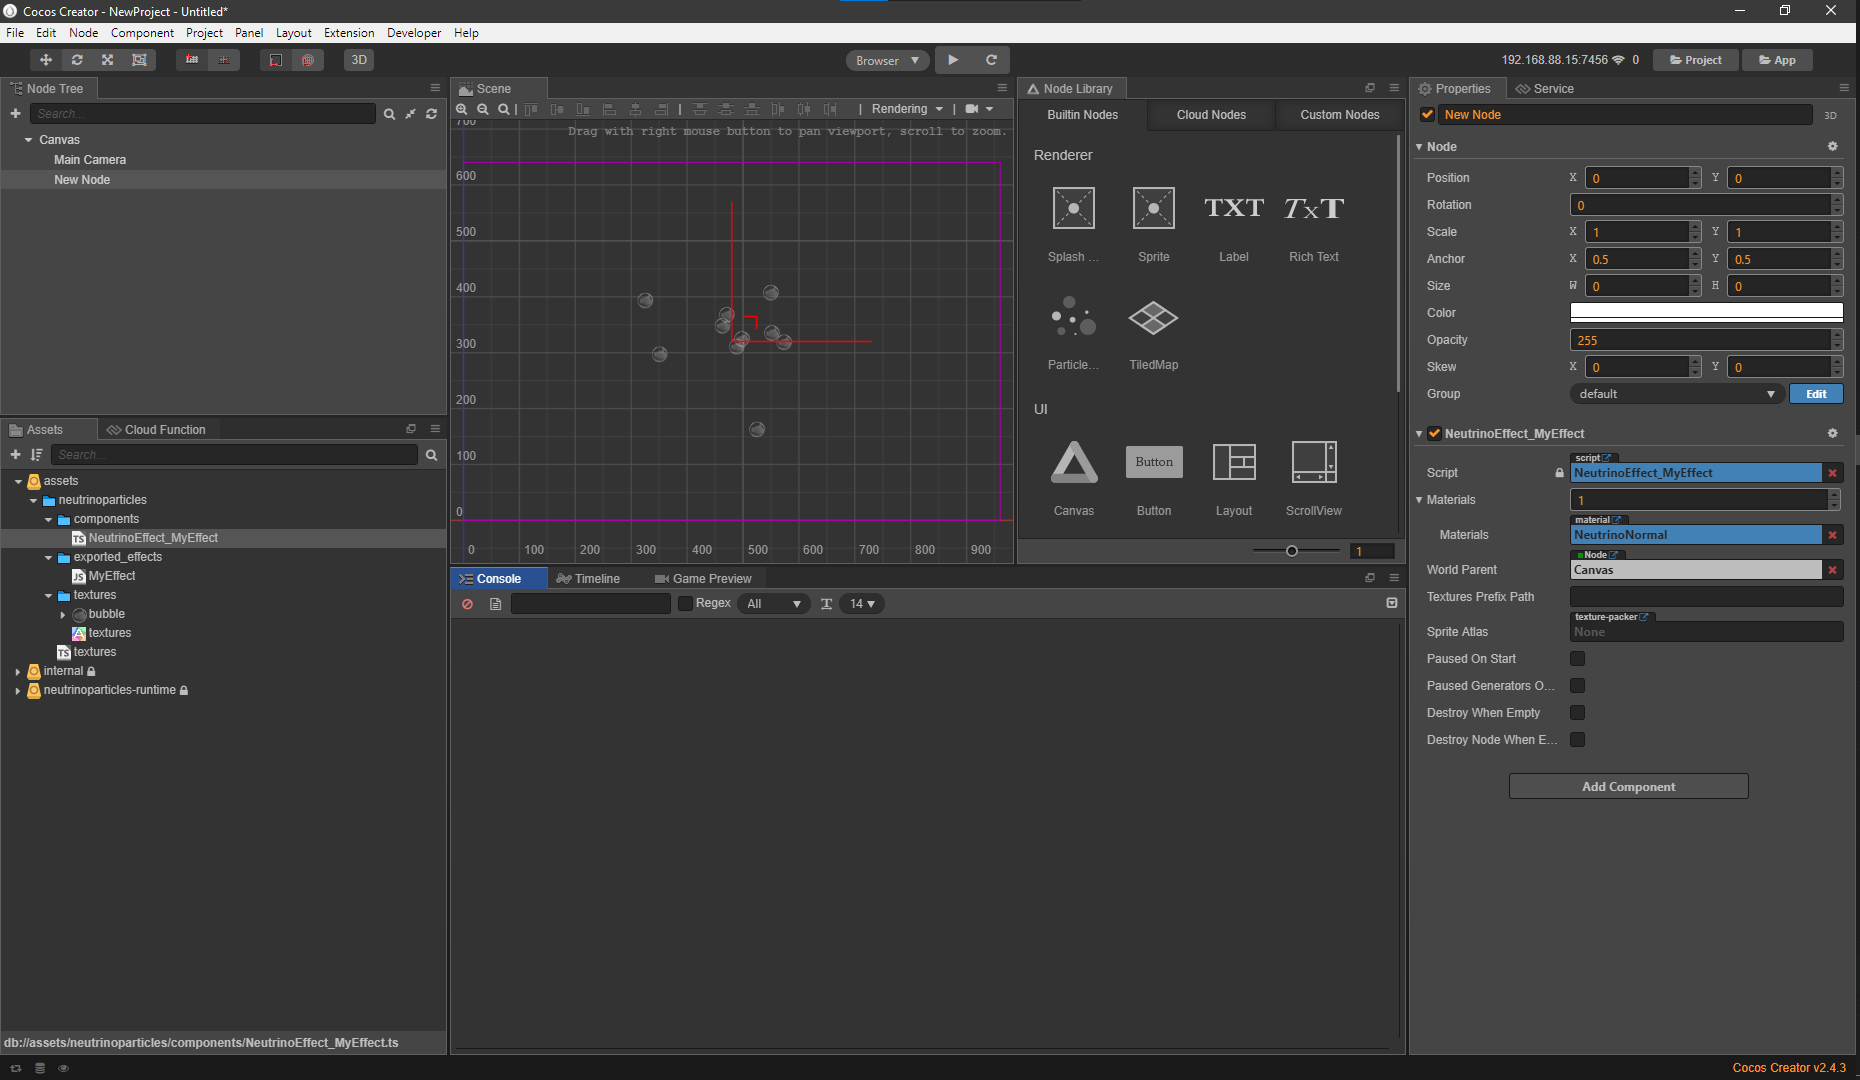 Cocos Creator - NewProject - Untitled*
File Edit Node Component Project Panel Layout Extension Developer Help
3D
Browser
192.168.88.15:7456 0
Project
App
Node Tree
Search...
Canvas
Main Camera
New Node
Assets
Cloud Function
Search...
assets
neutrinoparticles
components
TS NeutrinoEffect_MyEffect
exported_effects
JS MyEffect
textures
bubble
textures
TS textures
internal
neutrinoparticles-runtime
db://assets/neutrinoparticles/components/NeutrinoEffect_MyEffect.ts
Scene
Rendering
Drag with right mouse button to pan viewport, scroll to zoom.
700
600
500
400
300
200
100
0
0 100 200 300 400 500 600 700 800 900
Node Library
Builtin Nodes
Cloud Nodes
Custom Nodes
Renderer
TXT
TxT
Splash ...
Sprite
Label
Rich Text
Particle...
TiledMap
UI
Button
Canvas
Button
Layout
ScrollView
1
Console
Timeline
Game Preview
Regex
All
14
Properties
Service
New Node
3D
Node
Position X 0 Y 0
Rotation 0
Scale X 1 Y 1
Anchor X 0.5 Y 0.5
Size W 0 H 0
Color
Opacity 255
Skew X 0 Y 0
Group default Edit
NeutrinoEffect_MyEffect
script
Script NeutrinoEffect_MyEffect
Materials 1
material
Materials NeutrinoNormal
Node
World Parent Canvas
Textures Prefix Path
texture-packer
Sprite Atlas None
Paused On Start
Paused Generators O...
Destroy When Empty
Destroy Node When E...
Add Component
Cocos Creator v2.4.3